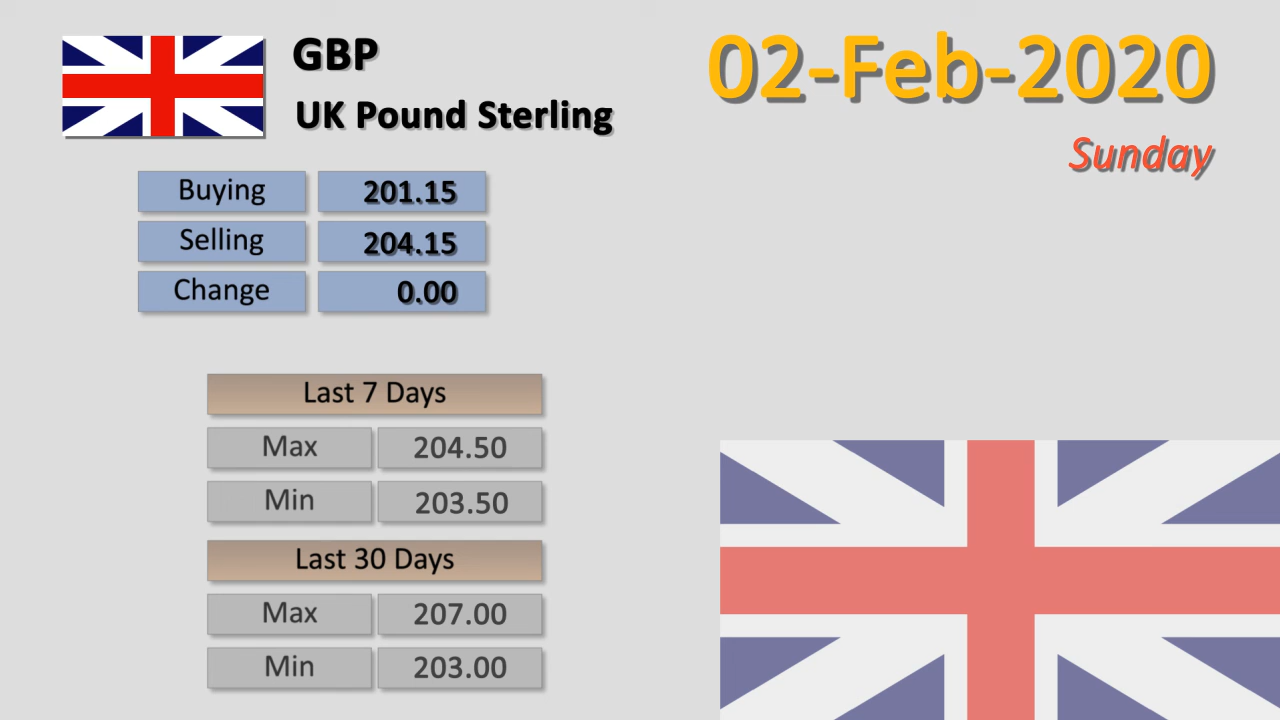 GBP
UK Pound Sterling
02-Feb-2020
Sunday
Buying 201.15
Selling 204.15
Change 0.00
Last 7 Days
Max 204.50
Min 203.50
Last 30 Days
Max 207.00
Min 203.00